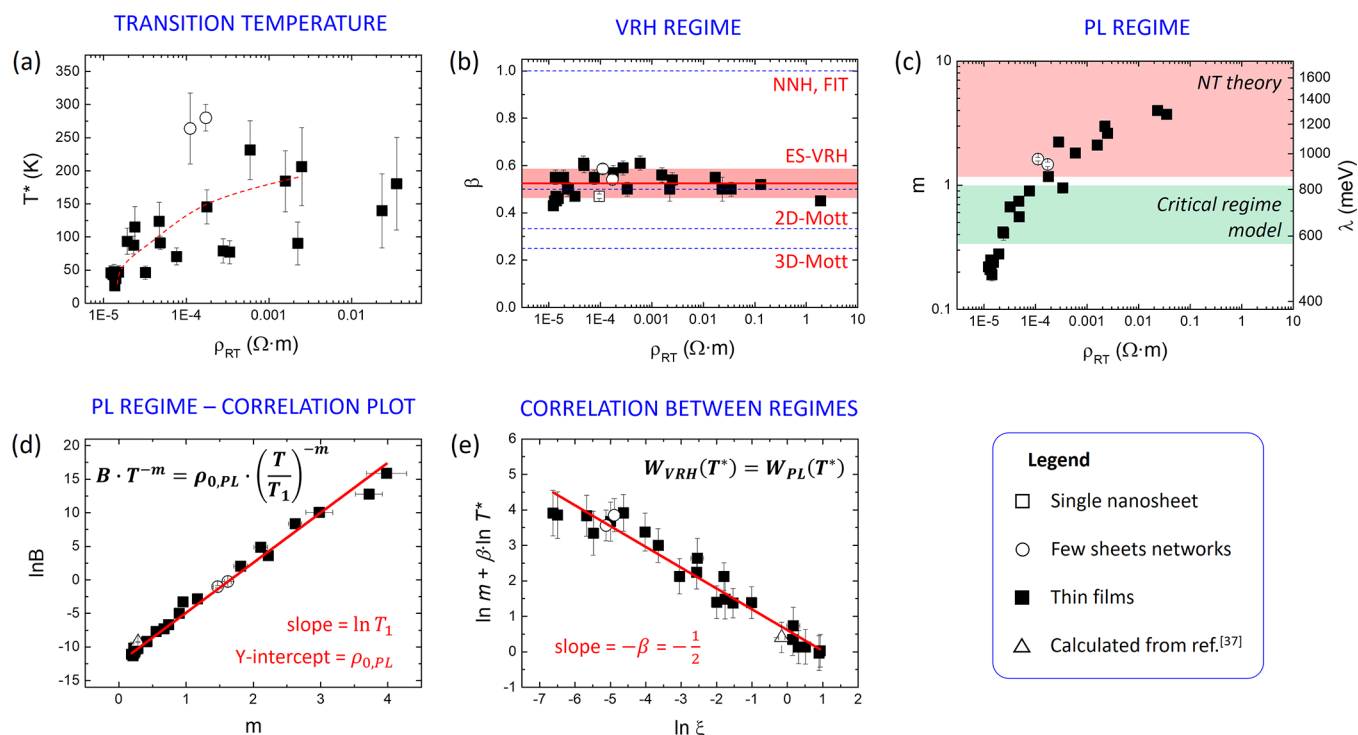 TRANSITION TEMPERATURE
(a)
T* (K)
350
300
250
200
150
100
50
0
1E-5 1E-4 0.001 0.01
ρRT (Ω·m)
VRH REGIME
(b)
β
1.0
0.8
0.6
0.4
0.2
0.0
NNH, FIT
ES-VRH
2D-Mott
3D-Mott
1E-5 1E-4 0.001 0.01 0.1 1 10
ρRT (Ω·m)
PL REGIME
(c)
m
10
1
0.1
NT theory
Critical regime
model
1600
1400
1200
1000
800
600
400
λ (meV)
1E-5 1E-4 0.001 0.01 0.1 1 10
ρRT (Ω·m)
PL REGIME – CORRELATION PLOT
(d)
lnB
20
15
10
5
0
-5
-10
-15
B · T^-m = ρ0,PL · (T/T1)^-m
slope = ln T1
Y-intercept = ρ0,PL
0 1 2 3 4
m
CORRELATION BETWEEN REGIMES
(e)
ln m + β·ln T*
6
5
4
3
2
1
0
-1
WVRH(T*) = WPL(T*)
slope = −β = −1/2
-7 -6 -5 -4 -3 -2 -1 0 1
ln ξ
Legend
Single nanosheet
Few sheets networks
Thin films
Calculated from ref.[37]